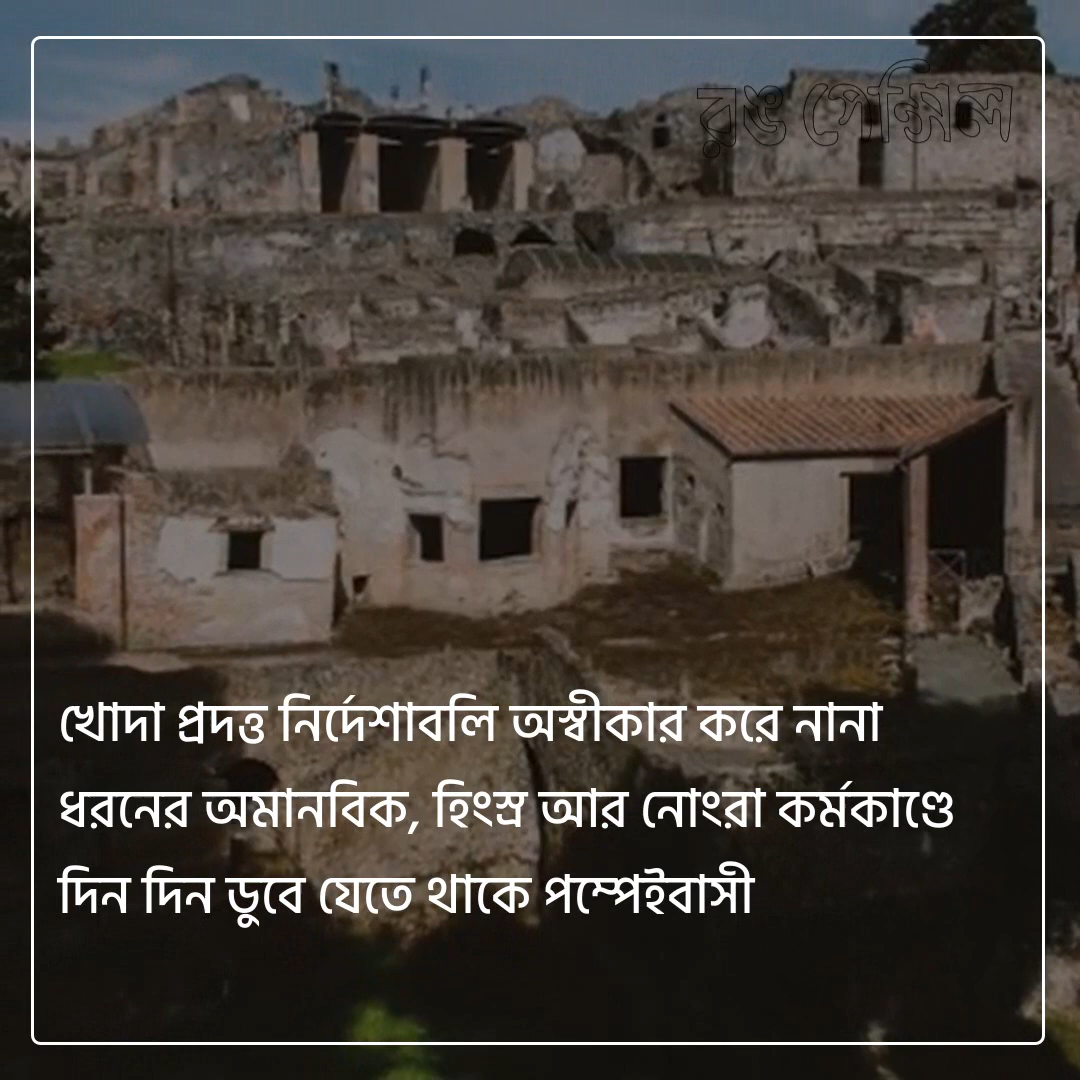 রঙ পেন্সিল
খোদা প্রদত্ত নির্দেশাবলি অস্বীকার করে নানা
ধরনের অমানবিক, হিংস্র আর নোংরা কর্মকাণ্ডে
দিন দিন ডুবে যেতে থাকে পম্পেইবাসী